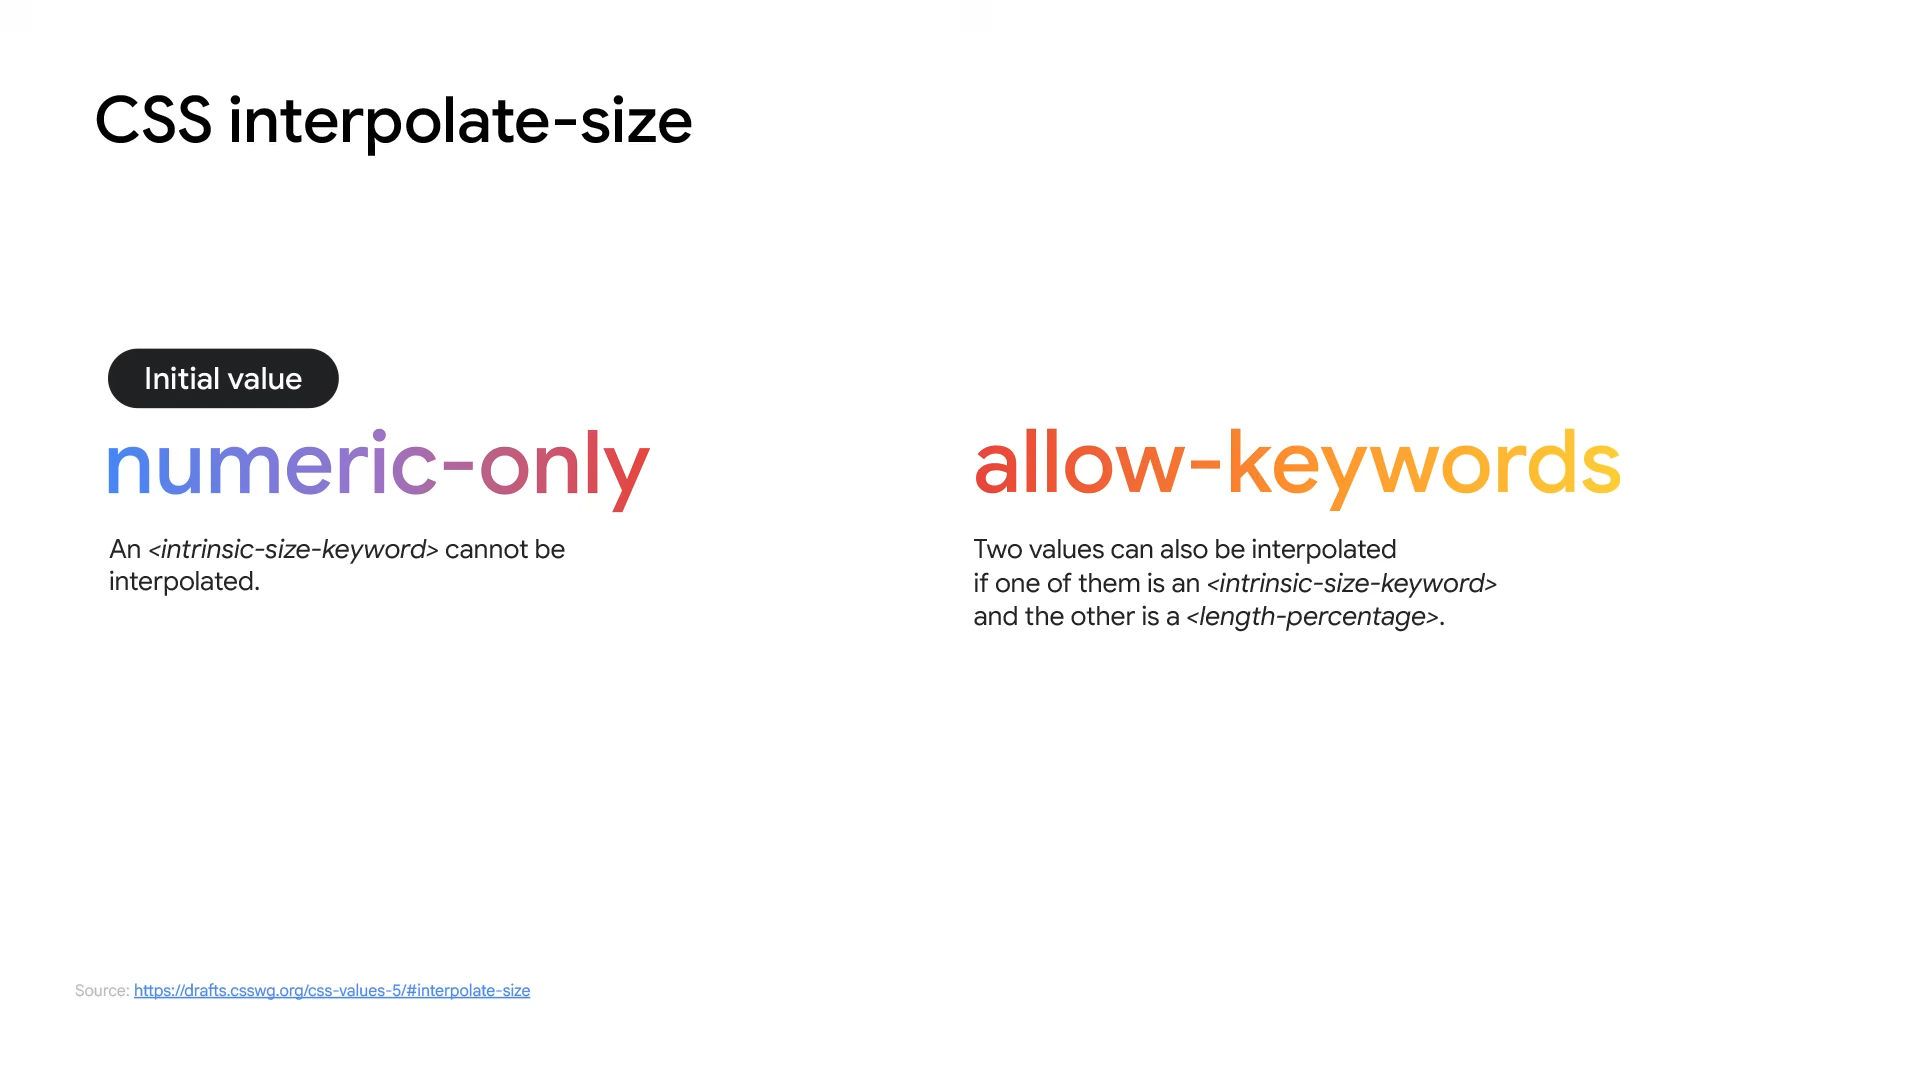 CSS interpolate-size
Initial value
numeric-only
An <intrinsic-size-keyword> cannot be
interpolated.
allow-keywords
Two values can also be interpolated
if one of them is an <intrinsic-size-keyword>
and the other is a <length-percentage>.
Source: https://drafts.csswg.org/css-values-5/#interpolate-size